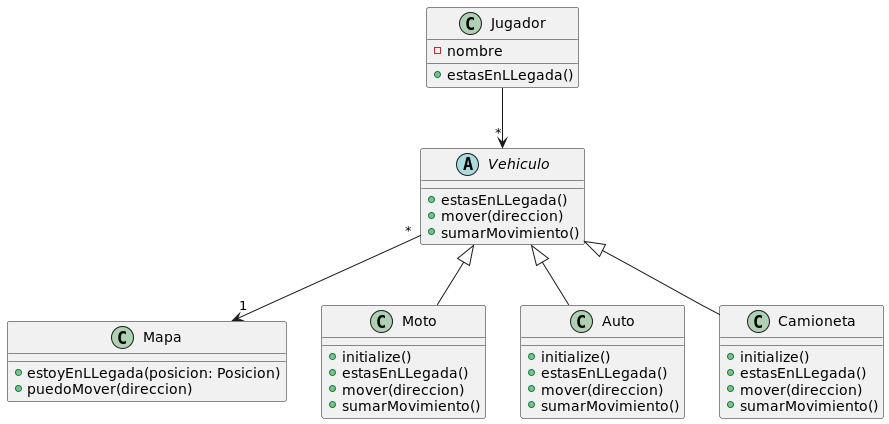 C Jugador
nombre
estasEnLLegada()
*
A Vehiculo
estasEnLLegada()
mover(direccion)
sumarMovimiento()
*
1
C Mapa
estoyEnLLegada(posicion: Posicion)
puedoMover(direccion)
C Moto
initialize()
estasEnLLegada()
mover(direccion)
sumarMovimiento()
C Auto
initialize()
estasEnLLegada()
mover(direccion)
sumarMovimiento()
C Camioneta
initialize()
estasEnLLegada()
mover(direccion)
sumarMovimiento()